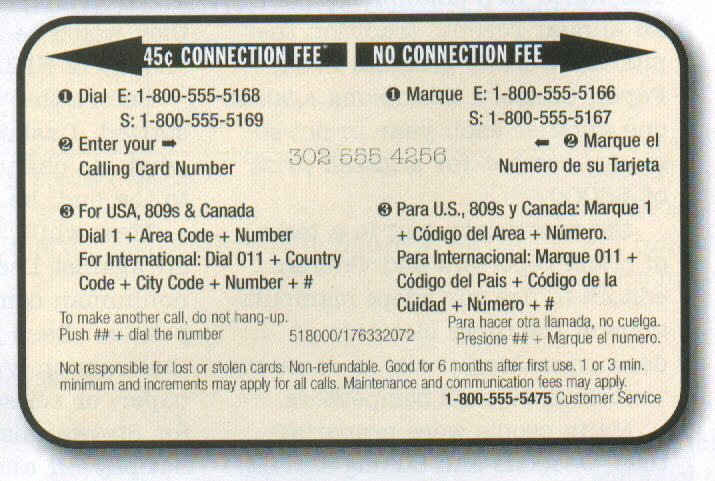 45¢ CONNECTION FEE* NO CONNECTION FEE
❶ Dial E: 1-800-555-5168
S: 1-800-555-5169
❷ Enter your ➡
Calling Card Number
302 555 4256
❶ Marque E: 1-800-555-5166
S: 1-800-555-5167
⬅ ❷ Marque el
Numero de su Tarjeta
❸ For USA, 809s & Canada
Dial 1 + Area Code + Number
For International: Dial 011 + Country
Code + City Code + Number + #
❸ Para U.S., 809s y Canada: Marque 1
+ Código del Area + Número.
Para Internacional: Marque 011 +
Código del Pais + Código de la
Cuidad + Número + #
To make another call, do not hang-up.
Push ## + dial the number
518000/176332072
Para hacer otra llamada, no cuelga.
Presione ## + Marque el numero.
Not responsible for lost or stolen cards. Non-refundable. Good for 6 months after first use. 1 or 3 min.
minimum and increments may apply for all calls. Maintenance and communication fees may apply.
1-800-555-5475 Customer Service